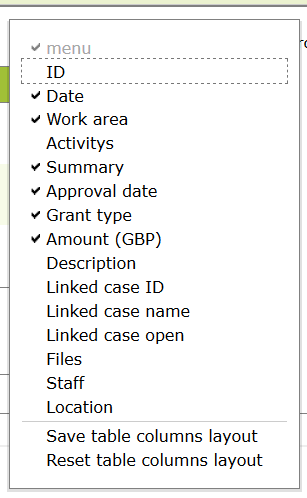 menu
ID
Date
Work area
Activitys
Summary
Approval date
Grant type
Amount (GBP)
Description
Linked case ID
Linked case name
Linked case open
Files
Staff
Location
Save table columns layout
Reset table columns layout